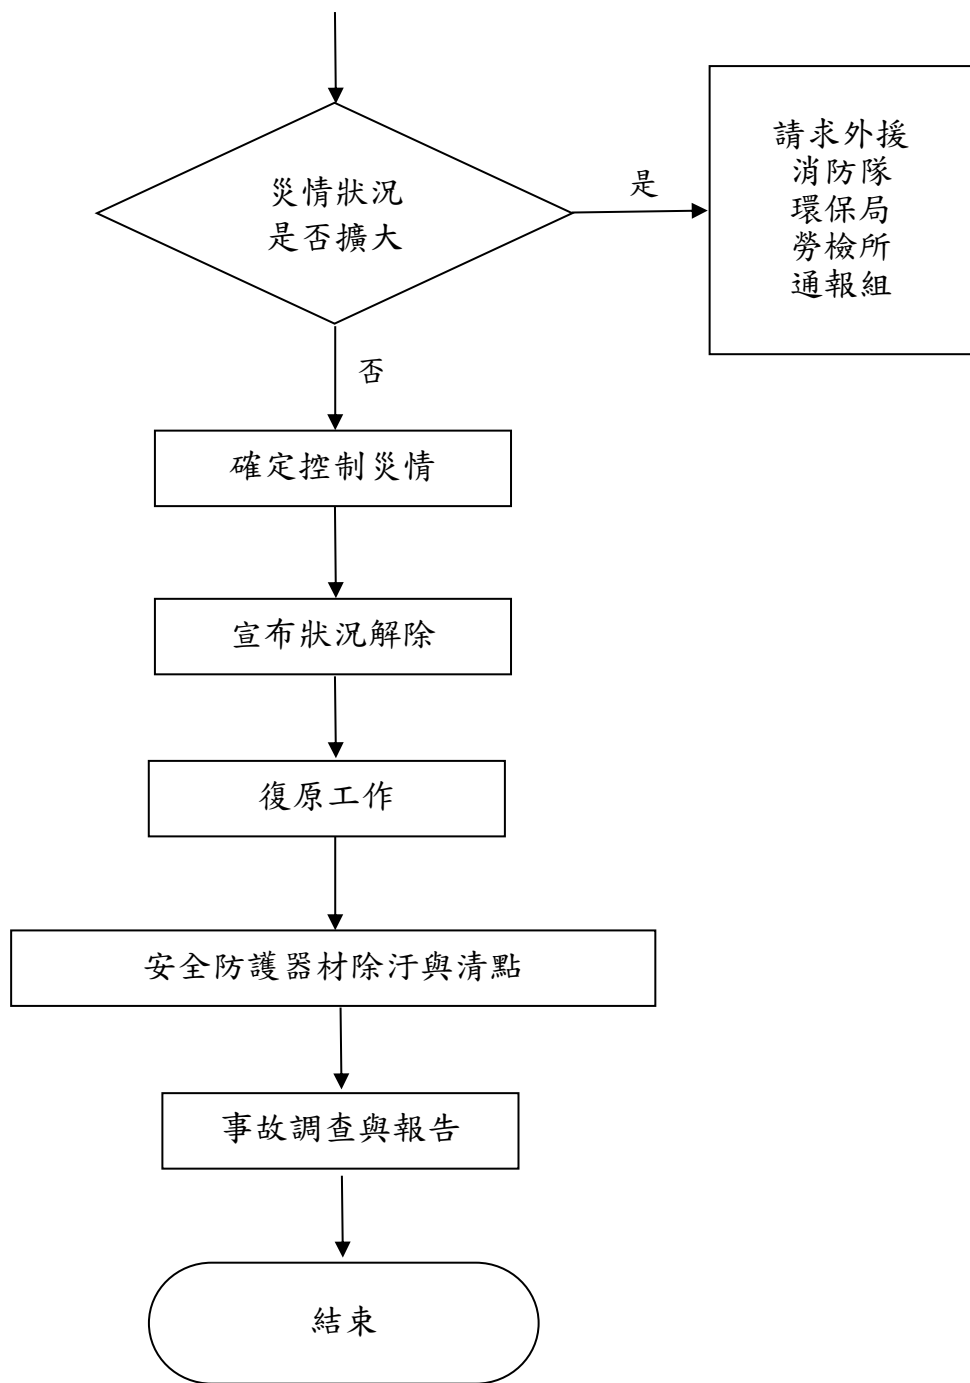 災情狀況
是否擴大
是
請求外援
消防隊
環保局
勞檢所
通報組
否
確定控制災情
宣布狀況解除
復原工作
安全防護器材除汙與清點
事故調查與報告
結束